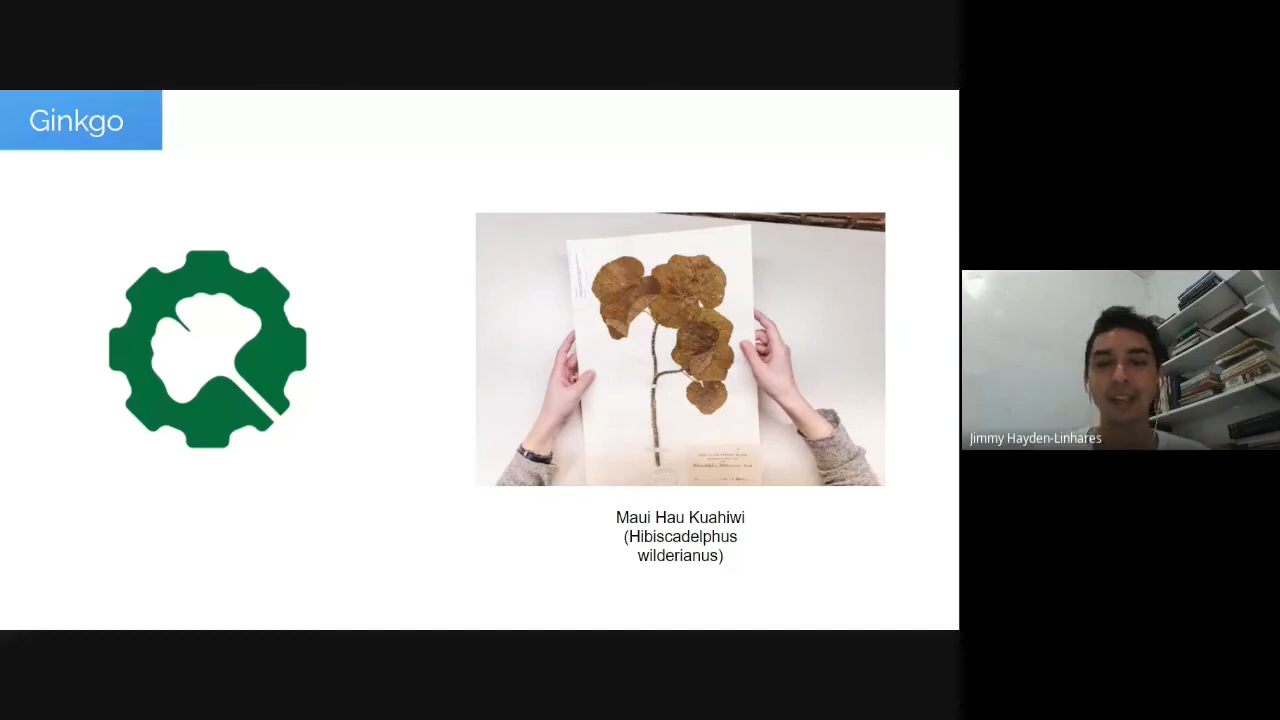 Ginkgo
Maui Hau Kuahiwi
(Hibiscadelphus
wilderianus)
Jimmy Hayden-Linhares